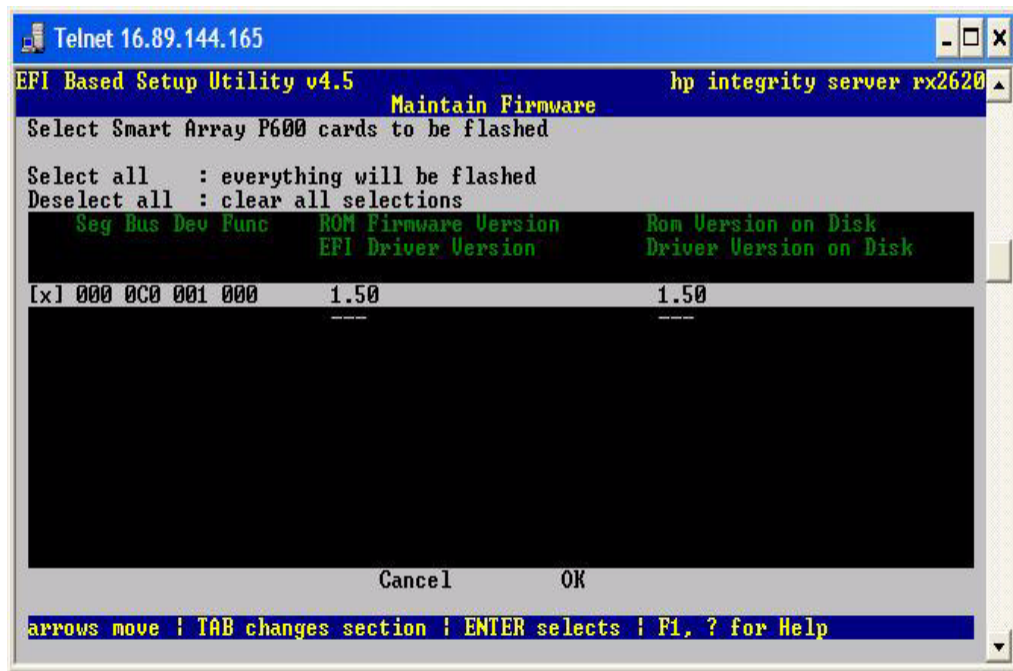 Telnet 16.89.144.165
EFI Based Setup Utility v4.5 hp integrity server rx2620
Maintain Firmware
Select Smart Array P600 cards to be flashed
Select all : everything will be flashed
Deselect all : clear all selections
Seg Bus Dev Func ROM Firmware Version Rom Version on Disk
EFI Driver Version Driver Version on Disk
[x] 000 0C0 001 000 1.50 1.50
--- ---
Cancel OK
arrows move ¦ TAB changes section ¦ ENTER selects ¦ F1, ? for Help